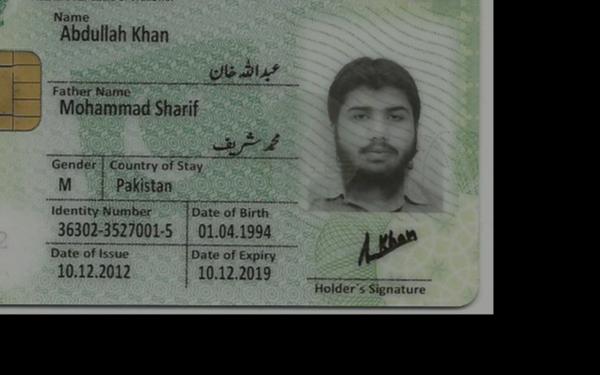 Name
Abdullah Khan
عبداللہ خان
Father Name
Mohammad Sharif
محمد شریف
Gender Country of Stay
M Pakistan
Identity Number Date of Birth
36302-3527001-5 01.04.1994
Date of Issue Date of Expiry
10.12.2012 10.12.2019
A.Khan
Holder's Signature